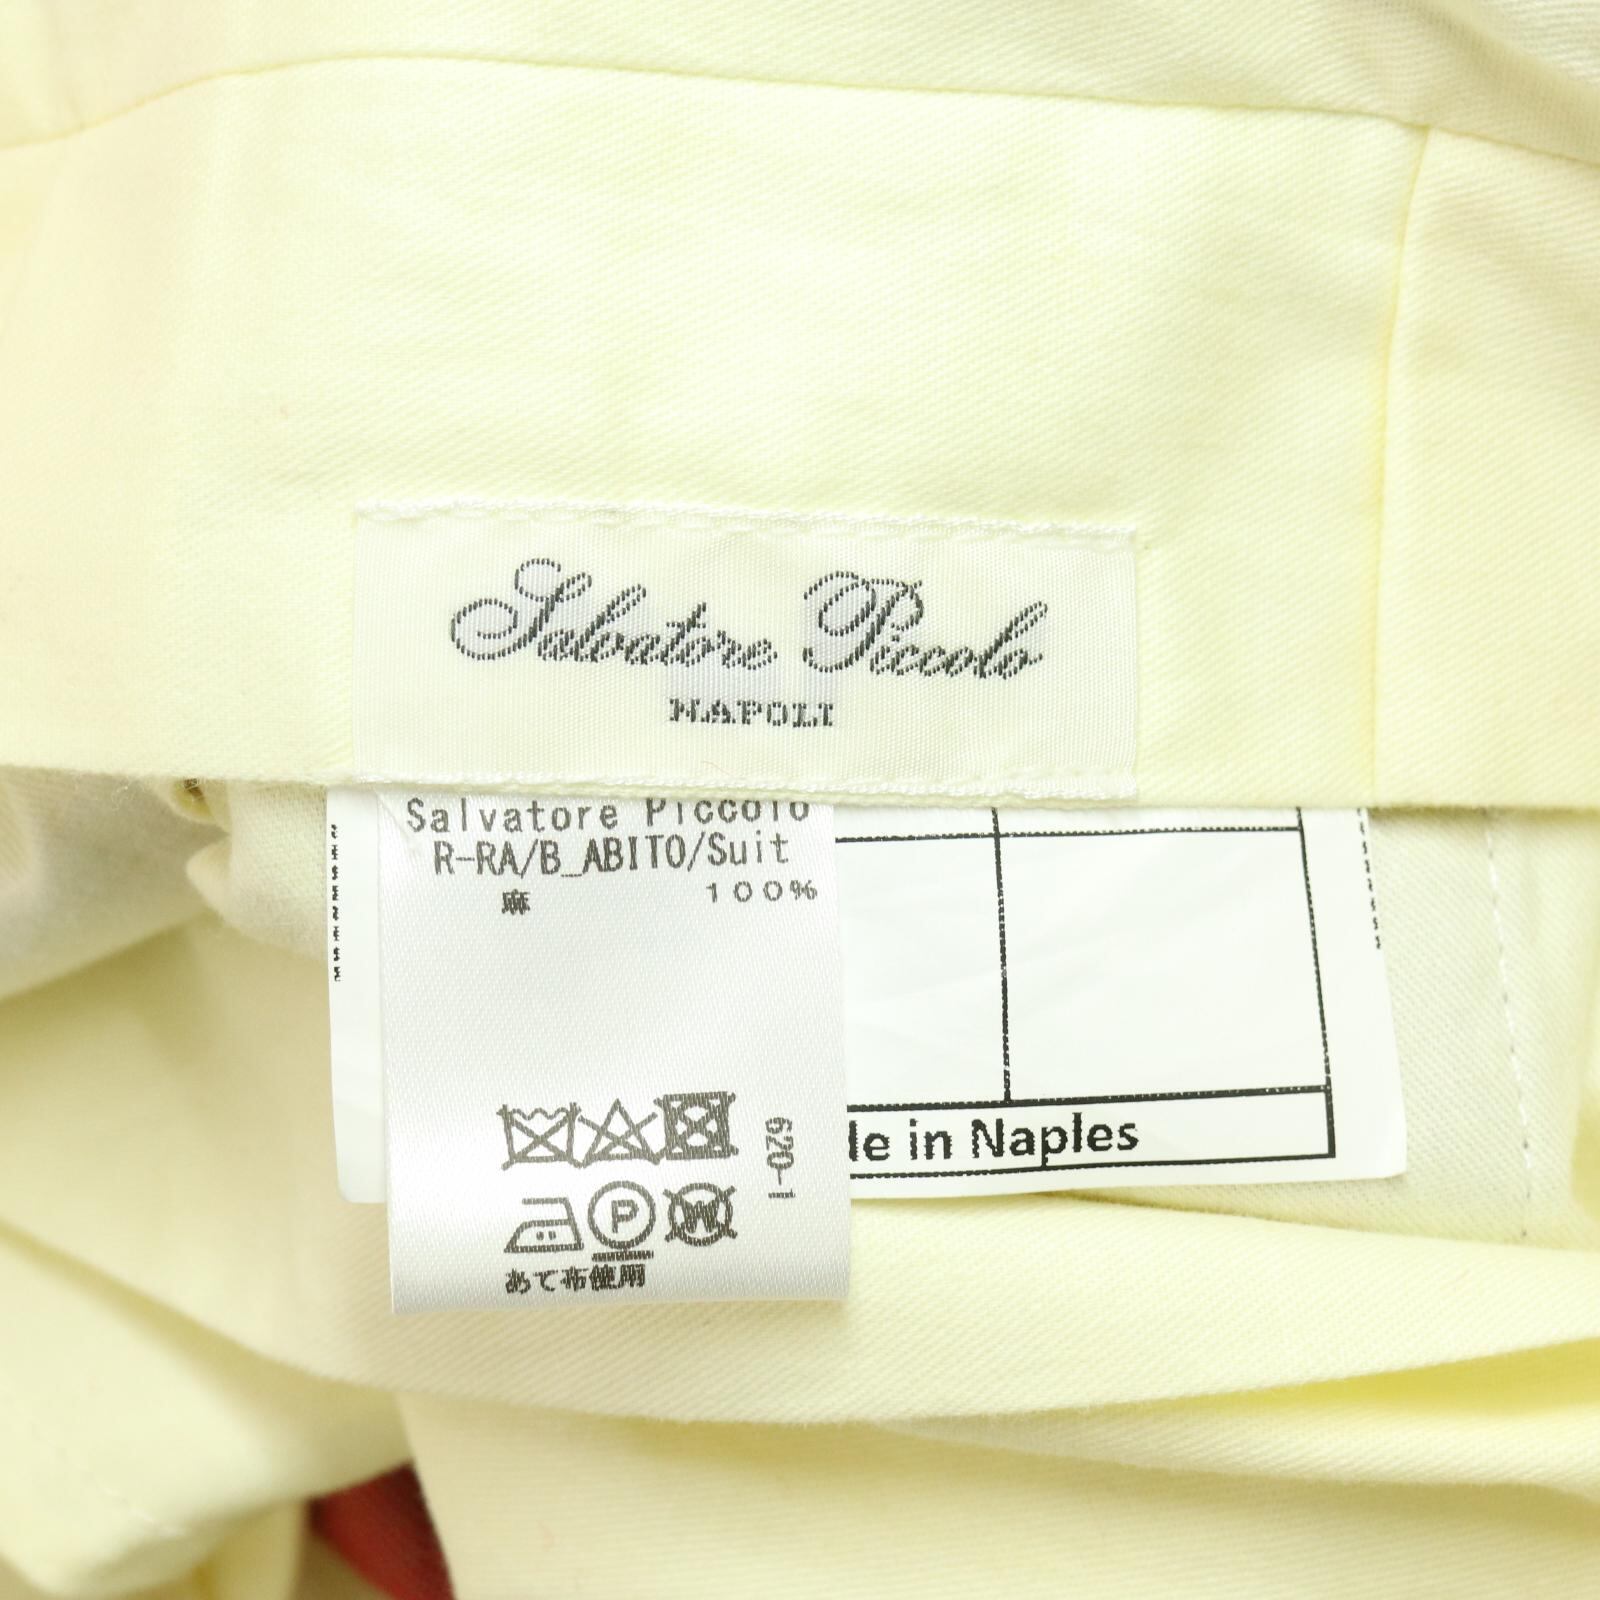 Salvatore Piccolo
NAPOLI
Salvatore Piccolo
R-RA/B_ABITO/Suit
麻 100%
620-1
P
W
あて布使用
le in Naples